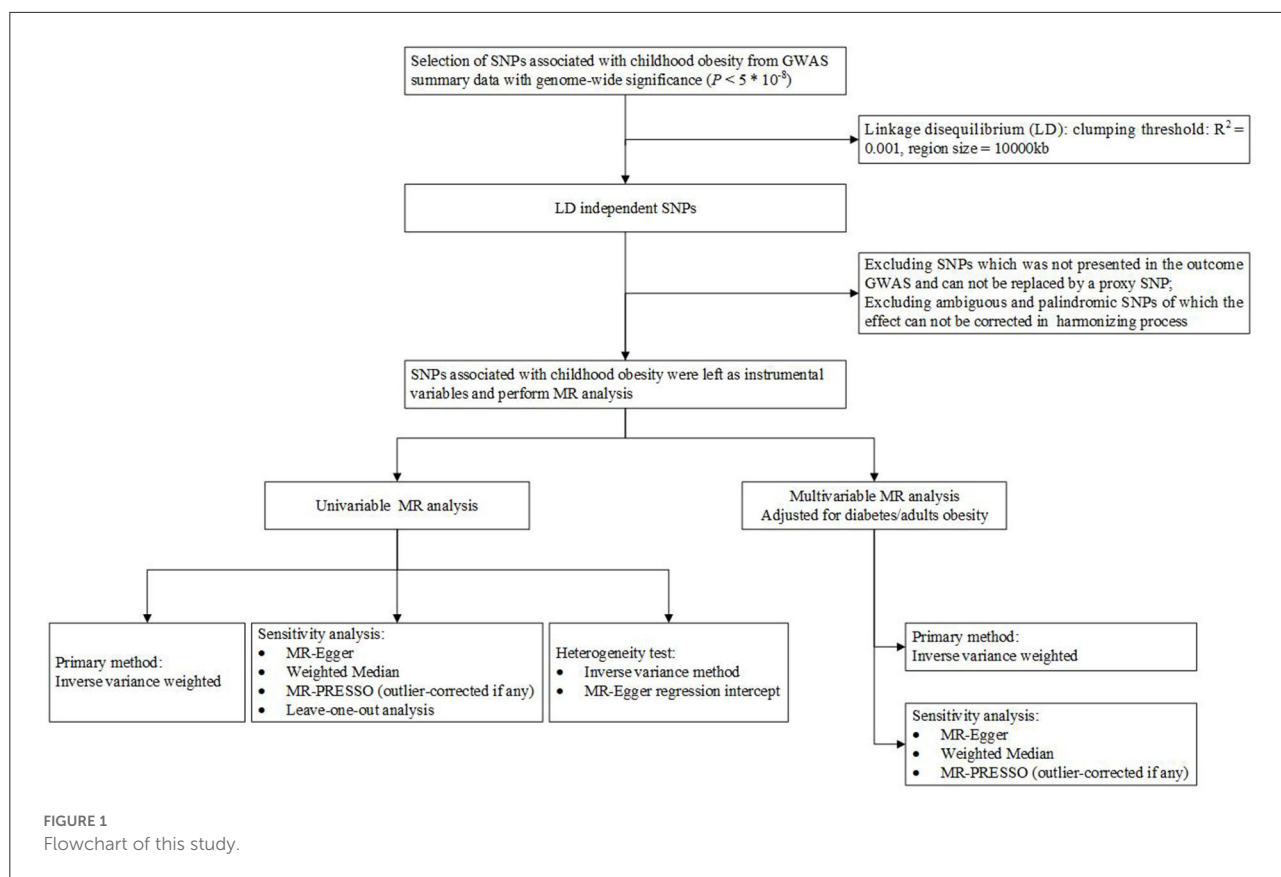 Selection of SNPs associated with childhood obesity from GWAS
summary data with genome-wide significance (P < 5 * 10⁻⁸)
Linkage disequilibrium (LD): clumping threshold: R² =
0.001, region size = 10000kb
LD independent SNPs
Excluding SNPs which was not presented in the outcome
GWAS and can not be replaced by a proxy SNP;
Excluding ambiguous and palindromic SNPs of which the
effect can not be corrected in harmonizing process
SNPs associated with childhood obesity were left as instrumental
variables and perform MR analysis
Univariable MR analysis
Multivariable MR analysis
Adjusted for diabetes/adults obesity
Primary method:
Inverse variance weighted
Sensitivity analysis:
• MR-Egger
• Weighted Median
• MR-PRESSO (outlier-corrected if any)
• Leave-one-out analysis
Heterogeneity test:
• Inverse variance method
• MR-Egger regression intercept
Primary method:
Inverse variance weighted
Sensitivity analysis:
• MR-Egger
• Weighted Median
• MR-PRESSO (outlier-corrected if any)
FIGURE 1
Flowchart of this study.